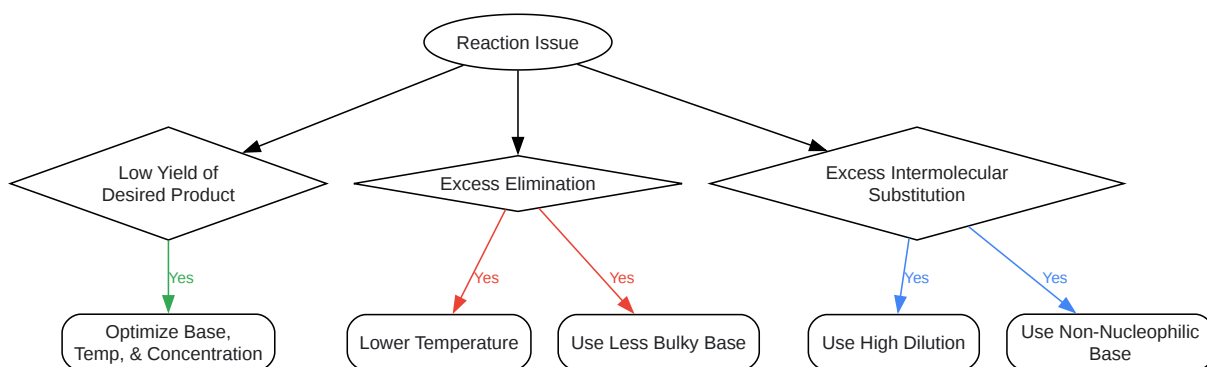 Reaction Issue
Low Yield of
Desired Product
Excess Elimination
Excess Intermolecular
Substitution
Yes
Yes
Yes
Yes
Yes
Optimize Base,
Temp, & Concentration
Lower Temperature
Use Less Bulky Base
Use High Dilution
Use Non-Nucleophilic
Base